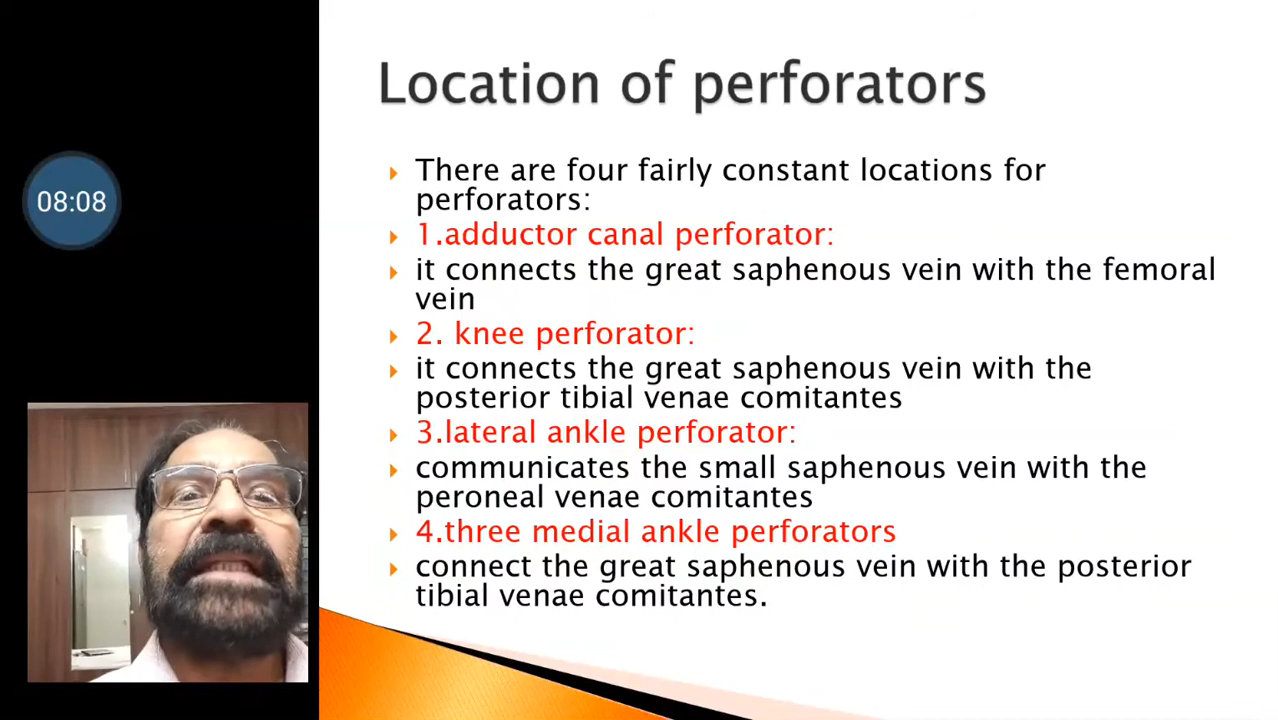 Location of perforators
08:08
There are four fairly constant locations for
perforators:
1.adductor canal perforator:
it connects the great saphenous vein with the femoral
vein
2. knee perforator:
it connects the great saphenous vein with the
posterior tibial venae comitantes
3.lateral ankle perforator:
communicates the small saphenous vein with the
peroneal venae comitantes
4.three medial ankle perforators
connect the great saphenous vein with the posterior
tibial venae comitantes.